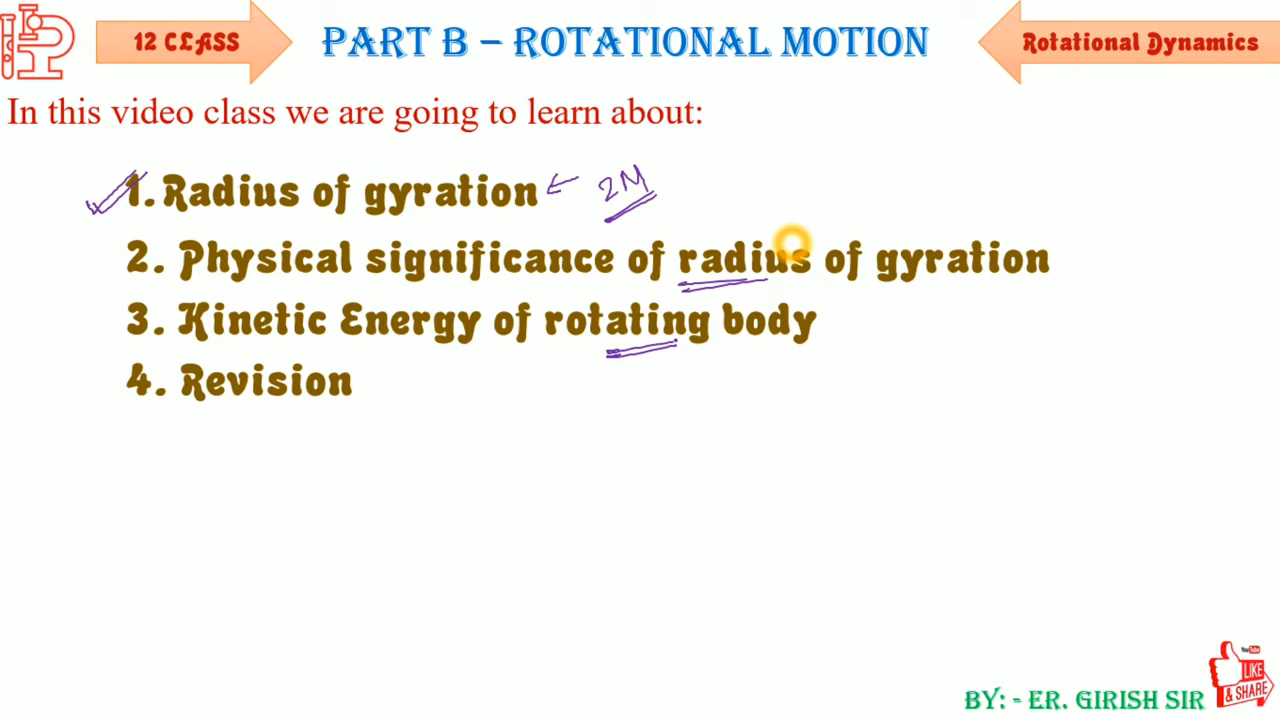 12 CLASS
PART B – ROTATIONAL MOTION
Rotational Dynamics
In this video class we are going to learn about:
1. Radius of gyration ← 2M
2. Physical significance of radius of gyration
3. Kinetic Energy of rotating body
4. Revision
BY: - ER. GIRISH SIR
YouTube
LIKE
& SHARE